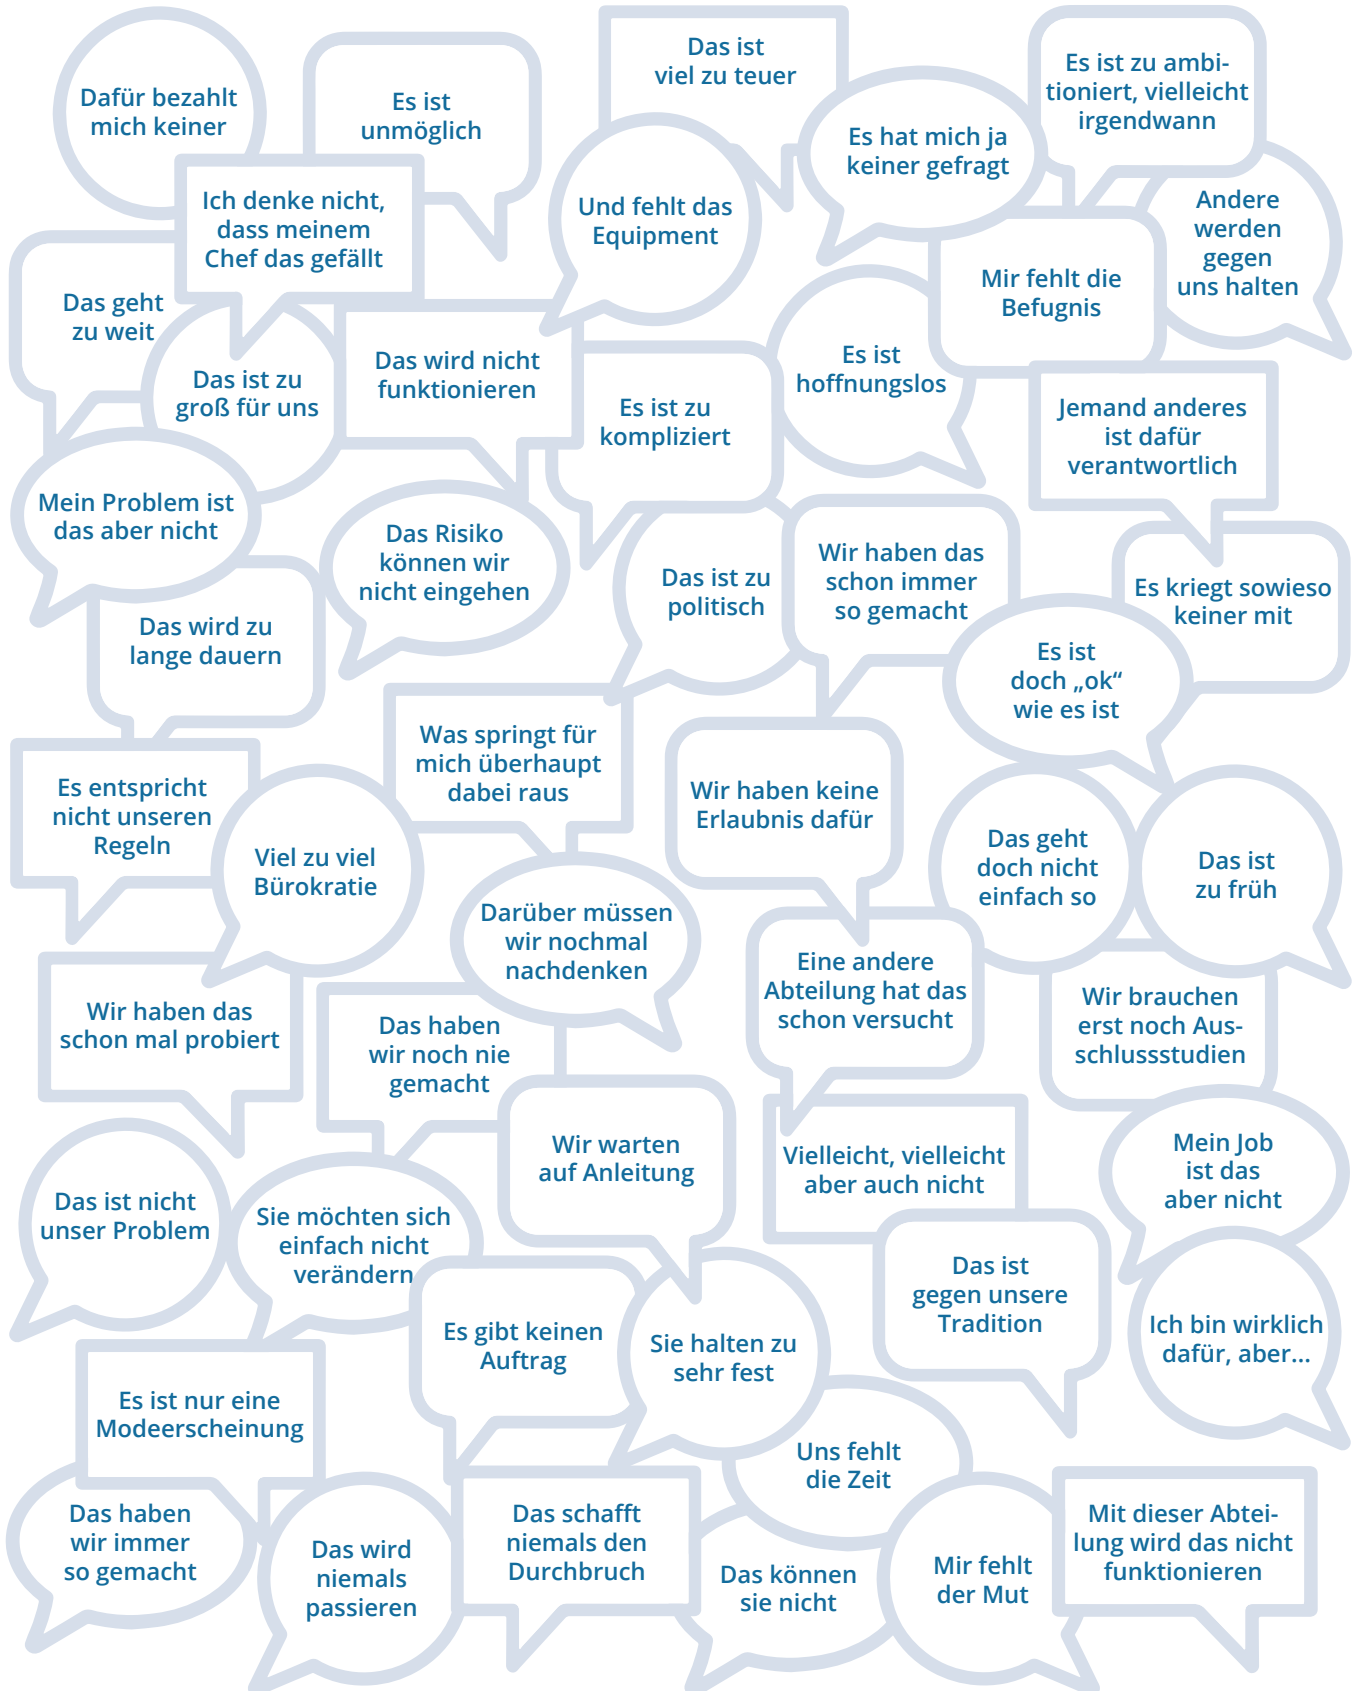 Dafür bezahlt
mich keiner
Es ist
unmöglich
Das ist
viel zu teuer
Es hat mich ja
keiner gefragt
Es ist zu ambi-
tioniert, vielleicht
irgendwann
Ich denke nicht,
dass meinem
Chef das gefällt
Und fehlt das
Equipment
Mir fehlt die
Befugnis
Andere
werden
gegen
uns halten
Das geht
zu weit
Das ist zu
groß für uns
Das wird nicht
funktionieren
Es ist zu
kompliziert
Es ist
hoffnungslos
Jemand anderes
ist dafür
verantwortlich
Mein Problem ist
das aber nicht
Das Risiko
können wir
nicht eingehen
Das ist zu
politisch
Wir haben das
schon immer
so gemacht
Es kriegt sowieso
keiner mit
Das wird zu
lange dauern
Es ist
doch „ok“
wie es ist
Was springt für
mich überhaupt
dabei raus
Wir haben keine
Erlaubnis dafür
Es entspricht
nicht unseren
Regeln
Viel zu viel
Bürokratie
Das geht
doch nicht
einfach so
Das ist
zu früh
Darüber müssen
wir nochmal
nachdenken
Eine andere
Abteilung hat das
schon versucht
Wir haben das
schon mal probiert
Das haben
wir noch nie
gemacht
Wir brauchen
erst noch Aus-
schlussstudien
Wir warten
auf Anleitung
Vielleicht, vielleicht
aber auch nicht
Mein Job
ist das
aber nicht
Das ist nicht
unser Problem
Sie möchten sich
einfach nicht
verändern
Das ist
gegen unsere
Tradition
Es gibt keinen
Auftrag
Sie halten zu
sehr fest
Ich bin wirklich
dafür, aber...
Es ist nur eine
Modeerscheinung
Uns fehlt
die Zeit
Das haben
wir immer
so gemacht
Das wird
niemals
passieren
Das schafft
niemals den
Durchbruch
Das können
sie nicht
Mir fehlt
der Mut
Mit dieser Abtei-
lung wird das nicht
funktionieren